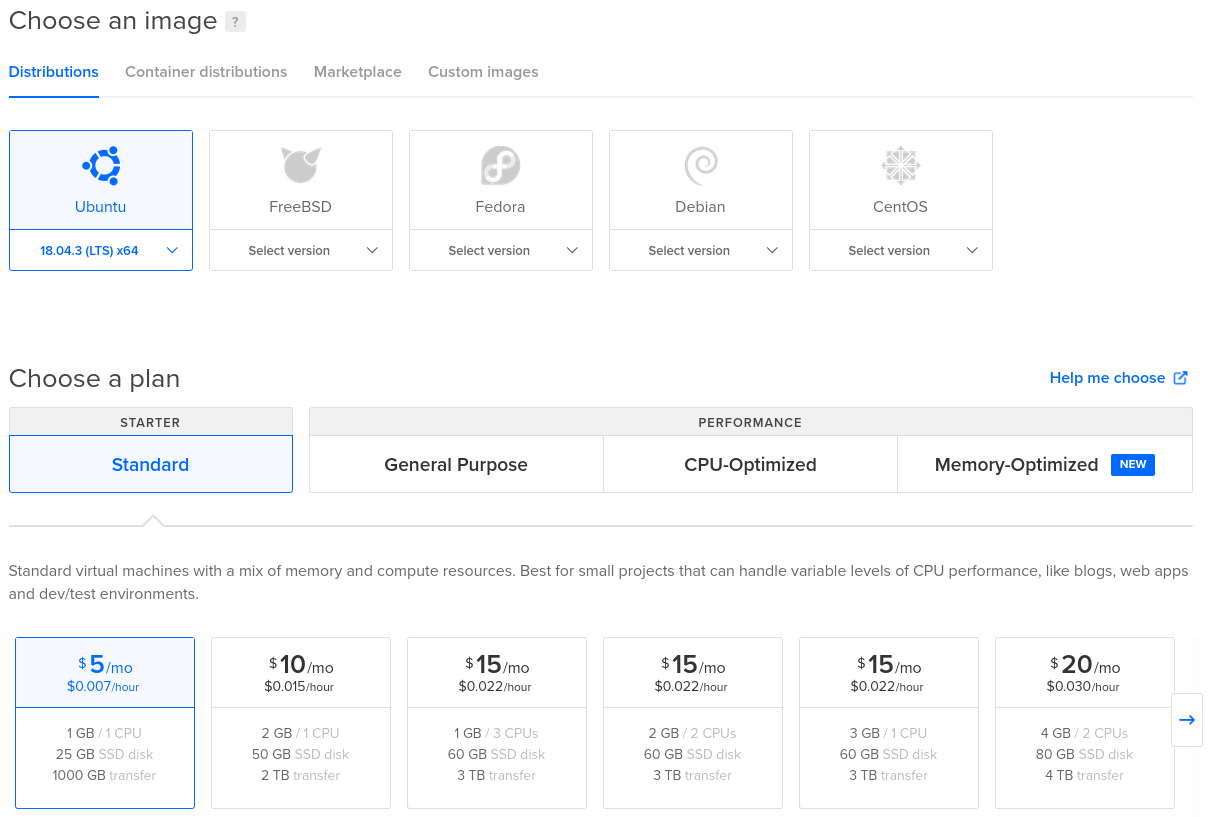 Choose an image ?
Distributions Container distributions Marketplace Custom images
Ubuntu FreeBSD Fedora Debian CentOS
18.04.3 (LTS) x64 Select version Select version Select version Select version
Choose a plan Help me choose
STARTER PERFORMANCE
Standard General Purpose CPU-Optimized Memory-Optimized NEW
Standard virtual machines with a mix of memory and compute resources. Best for small projects that can handle variable levels of CPU performance, like blogs, web apps
and dev/test environments.
$5/mo $10/mo $15/mo $15/mo $15/mo $20/mo
$0.007/hour $0.015/hour $0.022/hour $0.022/hour $0.022/hour $0.030/hour
1 GB / 1 CPU 2 GB / 1 CPU 1 GB / 3 CPUs 2 GB / 2 CPUs 3 GB / 1 CPU 4 GB / 2 CPUs
25 GB SSD disk 50 GB SSD disk 60 GB SSD disk 60 GB SSD disk 60 GB SSD disk 80 GB SSD disk
1000 GB transfer 2 TB transfer 3 TB transfer 3 TB transfer 3 TB transfer 4 TB transfer